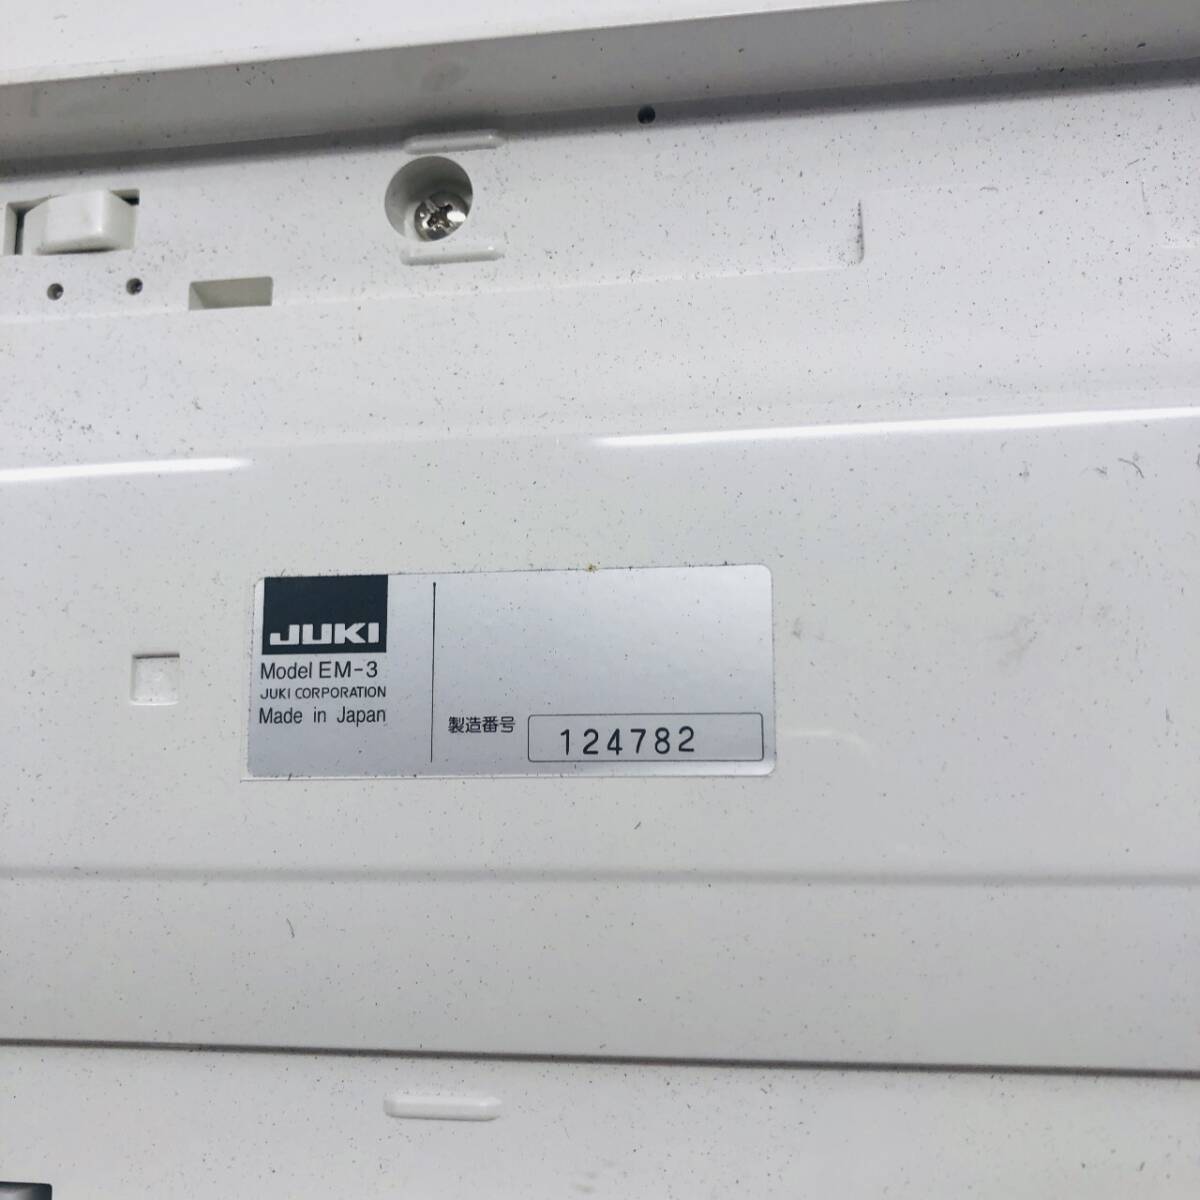 JUKI
Model EM-3
JUKI CORPORATION
Made in Japan
製造番号 124782